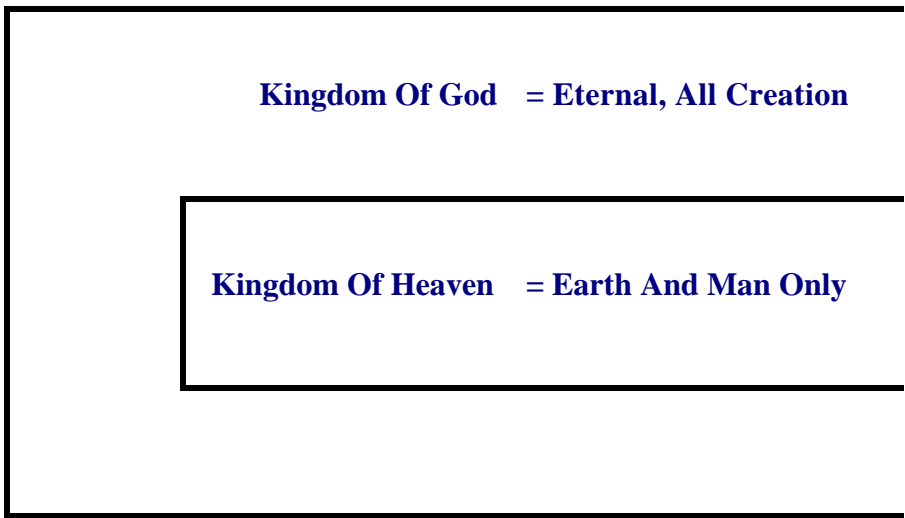 Kingdom Of God = Eternal, All Creation
Kingdom Of Heaven = Earth And Man Only